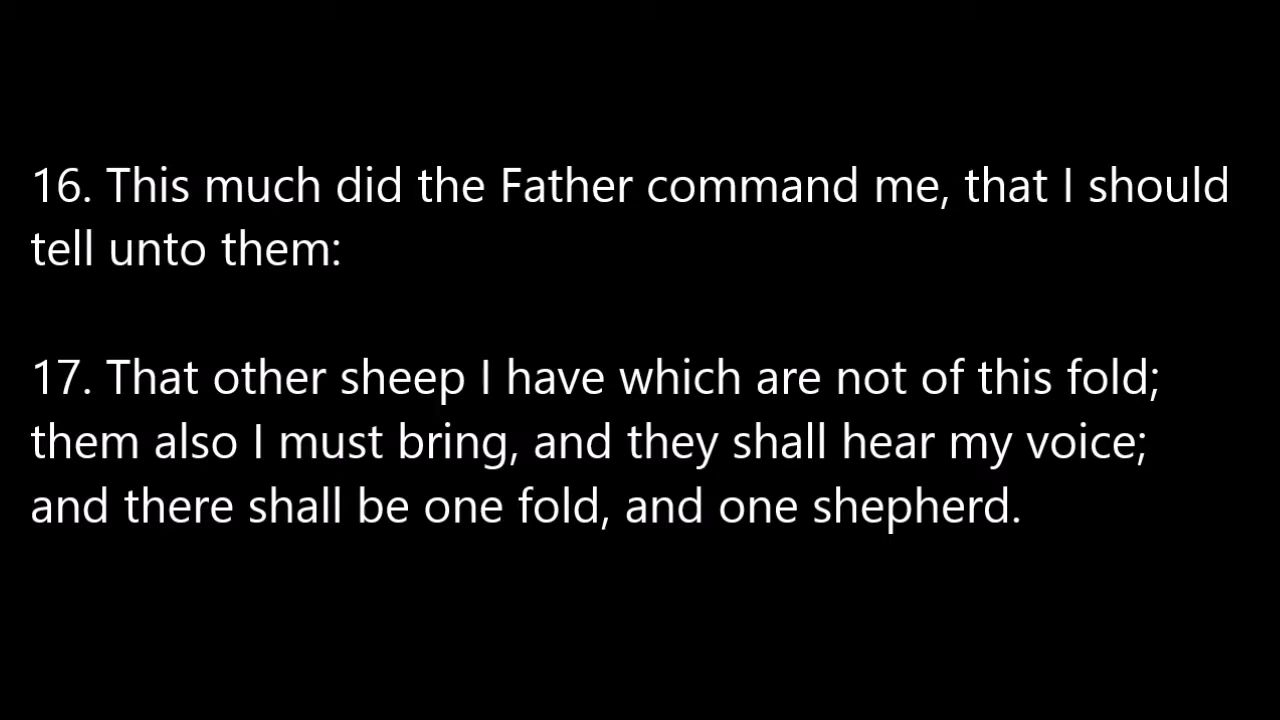 16. This much did the Father command me, that I should
tell unto them:
17. That other sheep I have which are not of this fold;
them also I must bring, and they shall hear my voice;
and there shall be one fold, and one shepherd.